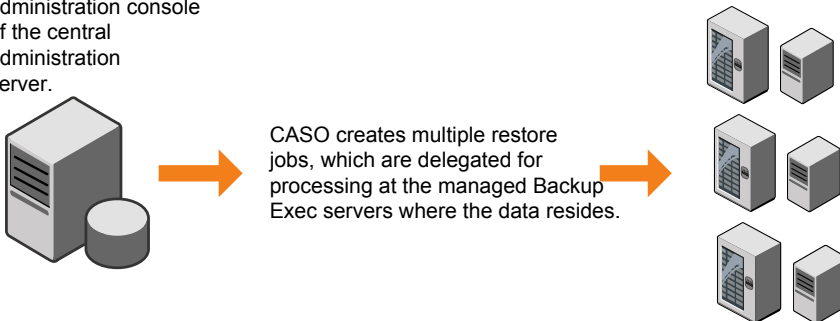 dministration console
f the central
dministration
erver.
CASO creates multiple restore
jobs, which are delegated for
processing at the managed Backup
Exec servers where the data resides.